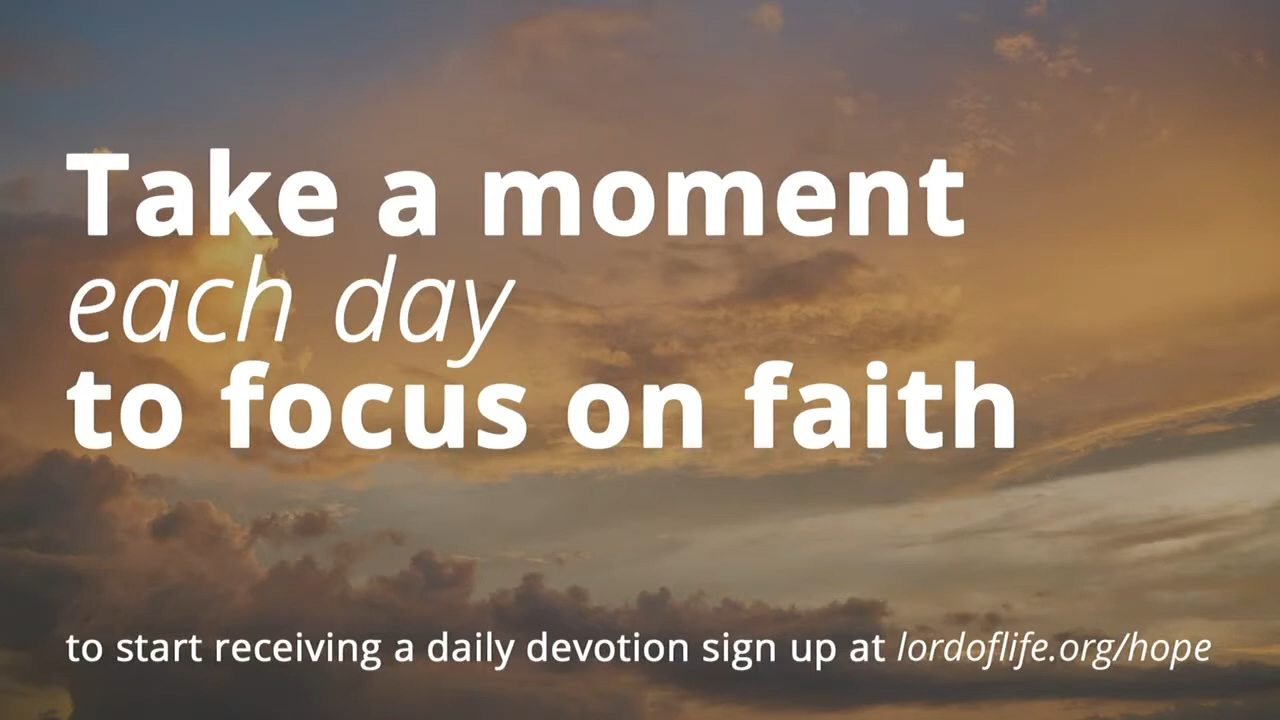 Take a moment
each day
to focus on faith
to start receiving a daily devotion sign up at lordoflife.org/hope